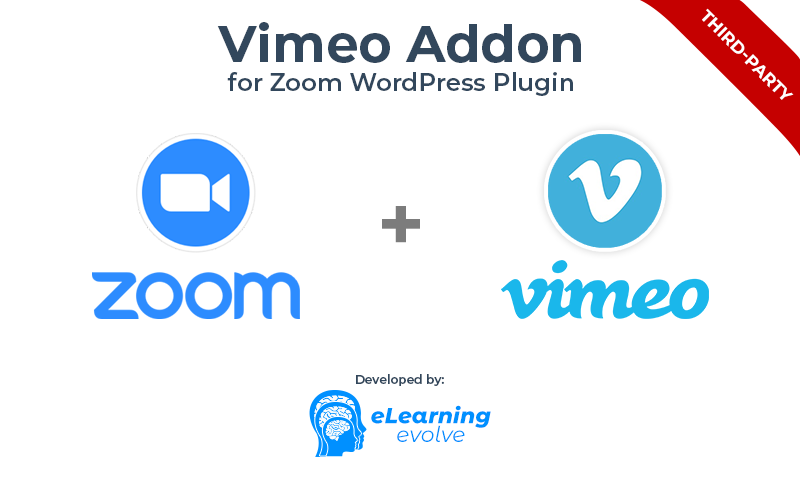 Vimeo Addon
for Zoom WordPress Plugin
THIRD-PARTY
zoom
vimeo
Developed by:
eLearning
evolve